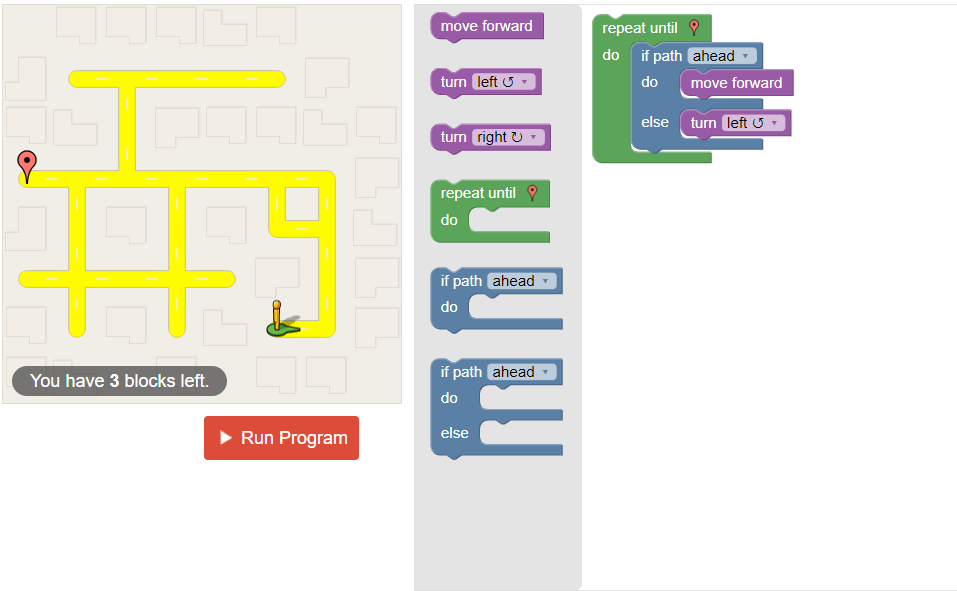 You have 3 blocks left.
Run Program
move forward
turn left ↺
turn right ↻
repeat until
do
if path ahead
do
if path ahead
do
else
repeat until
do if path ahead
do move forward
else turn left ↺